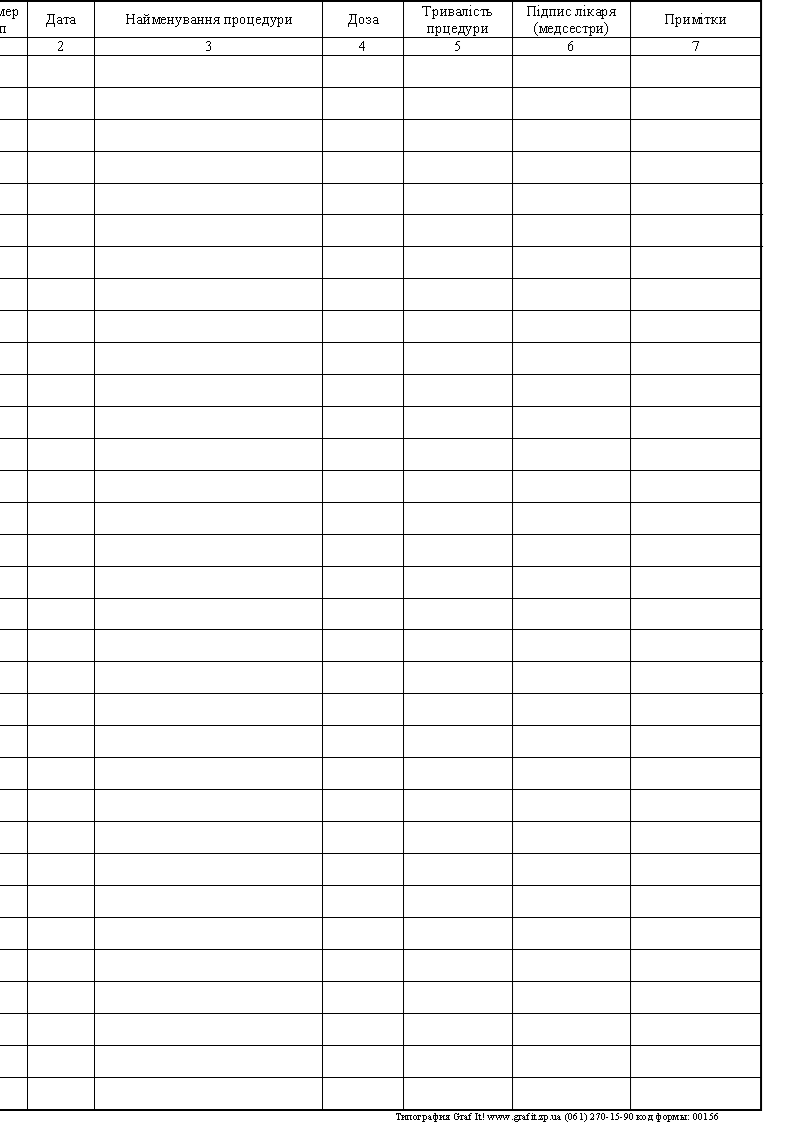 мер Дата Найменування процедури Доза Тривалість Підпис лікаря Примітки
п прцедури (медсестри)
2 3 4 5 6 7
Типография Graf It! www.grafit.zp.ua (061) 270-15-90 код формы: 00156